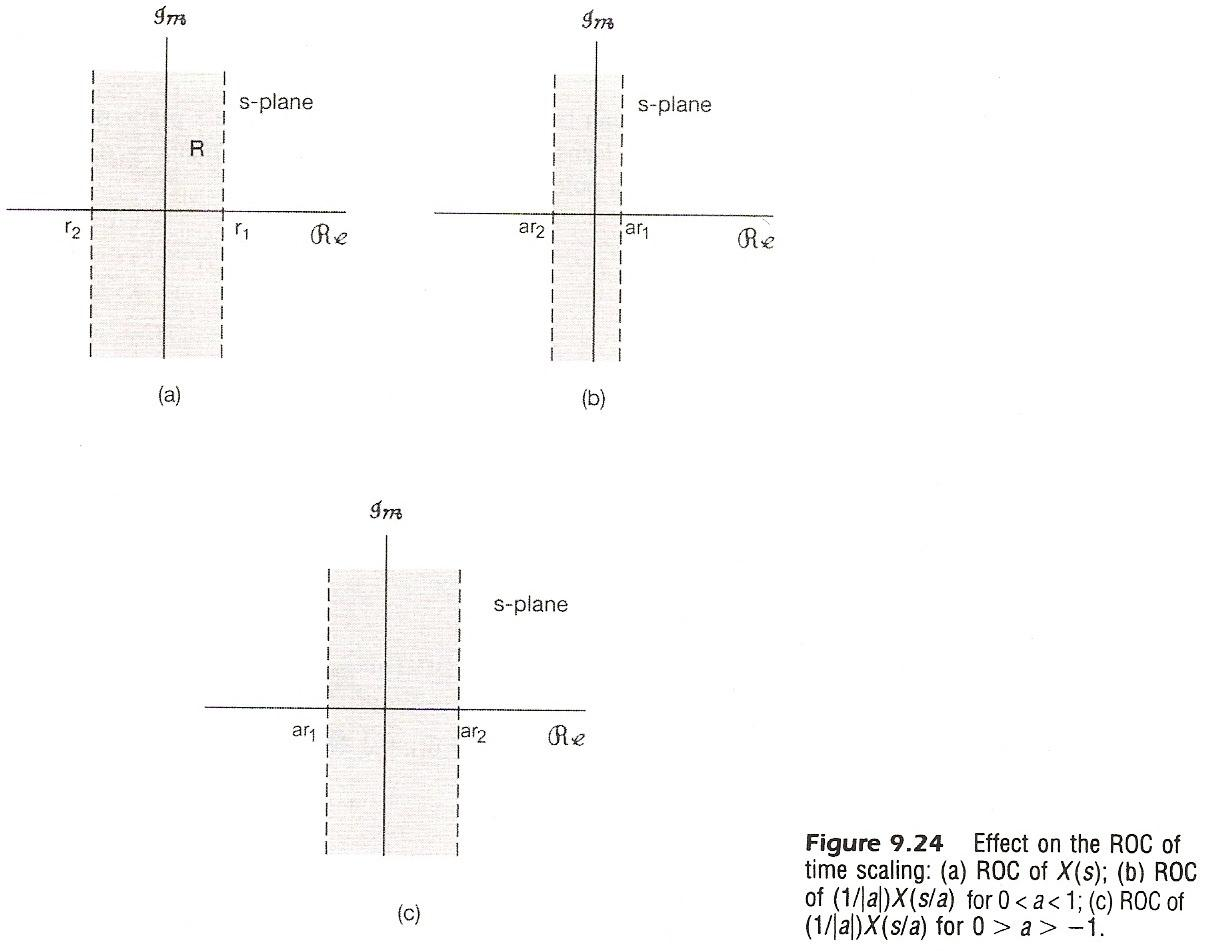 ℐm
s-plane
R
r₂
r₁
ℛe
(a)
ℐm
s-plane
ar₂
ar₁
ℛe
(b)
ℐm
s-plane
ar₁
ar₂
ℛe
(c)
Figure 9.24 Effect on the ROC of
time scaling: (a) ROC of X(s); (b) ROC
of (1/|a|)X(s/a) for 0 < a < 1; (c) ROC of
(1/|a|)X(s/a) for 0 > a > −1.